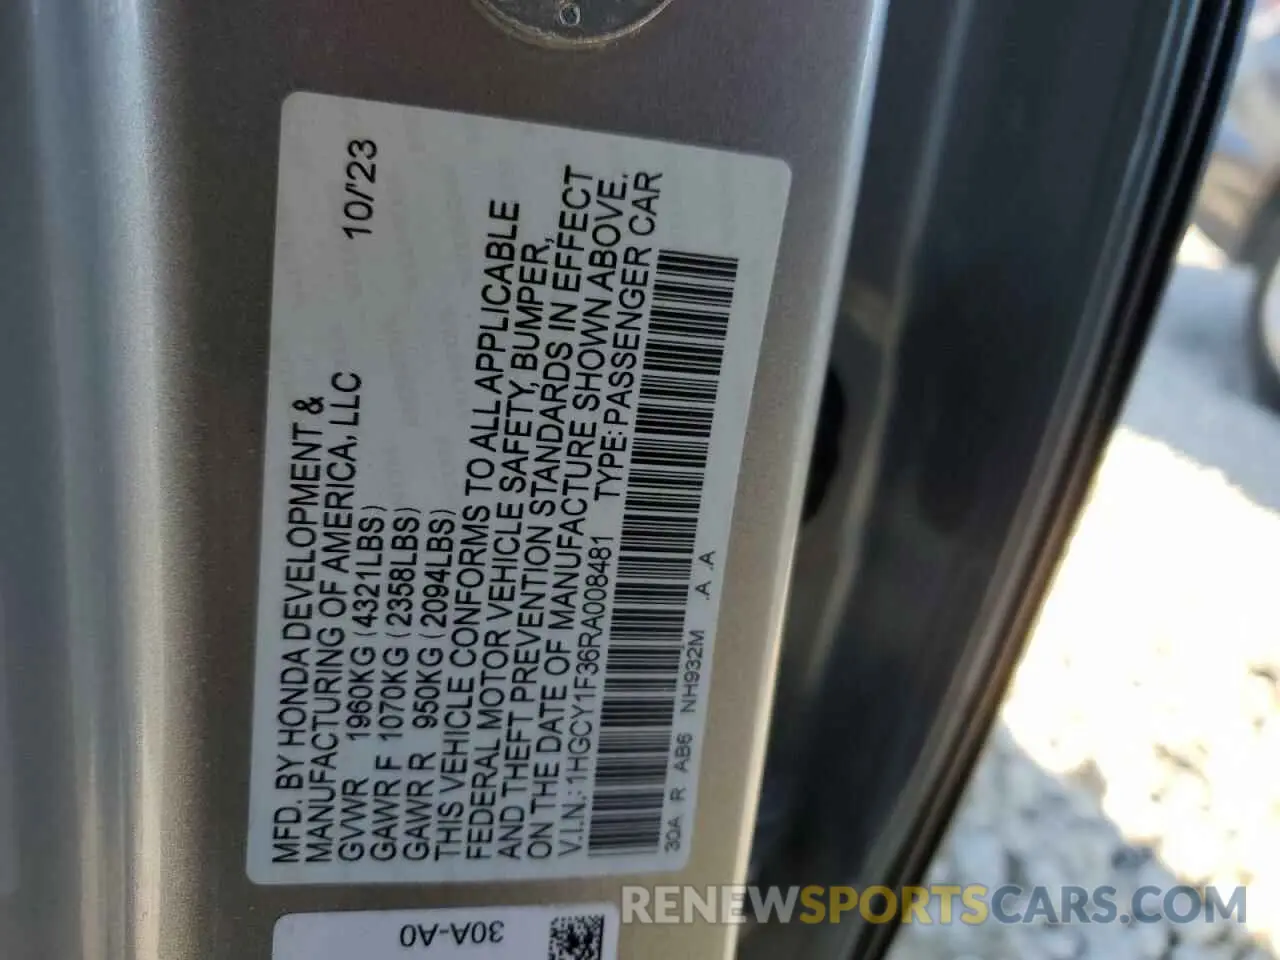 MFD. BY HONDA DEVELOPMENT &
MANUFACTURING OF AMERICA, LLC 10/'23
GVWR 1960KG (4321LBS)
GAWR F 1070KG (2358LBS)
GAWR R 950KG (2094LBS)
THIS VEHICLE CONFORMS TO ALL APPLICABLE
FEDERAL MOTOR VEHICLE SAFETY, BUMPER,
AND THEFT PREVENTION STANDARDS IN EFFECT
ON THE DATE OF MANUFACTURE SHOWN ABOVE.
V.I.N.: 1HGCY1F36RA008481 TYPE: PASSENGER CAR
30A R AB6 NH932M .A .A
30A-A0
RENEWSPORTSCARS.COM